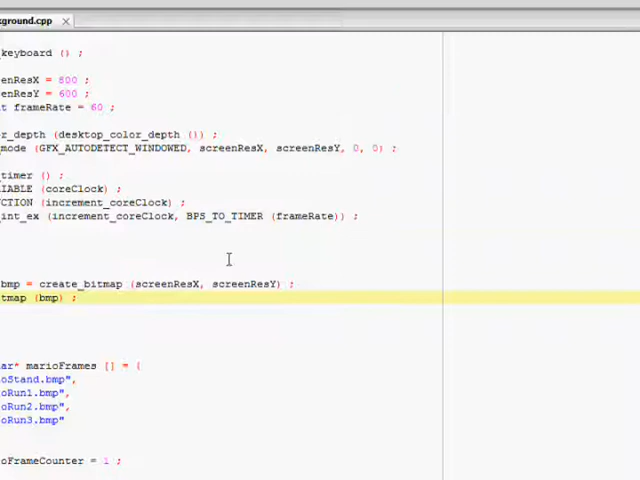 kground.cpp
keyboard () ;
enResX = 800 ;
enResY = 600 ;
t frameRate = 60 ;
r_depth (desktop_color_depth ()) ;
mode (GFX_AUTODETECT_WINDOWED, screenResX, screenResY, 0, 0) ;
timer () ;
IABLE (coreClock) ;
CTION (increment_coreClock) ;
int_ex (increment_coreClock, BPS_TO_TIMER (frameRate)) ;
bmp = create_bitmap (screenResX, screenResY) ;
tmap (bmp) ;
ar* marioFrames [] = {
oStand.bmp",
oRun1.bmp",
oRun2.bmp",
oRun3.bmp"
oFrameCounter = 1 ;